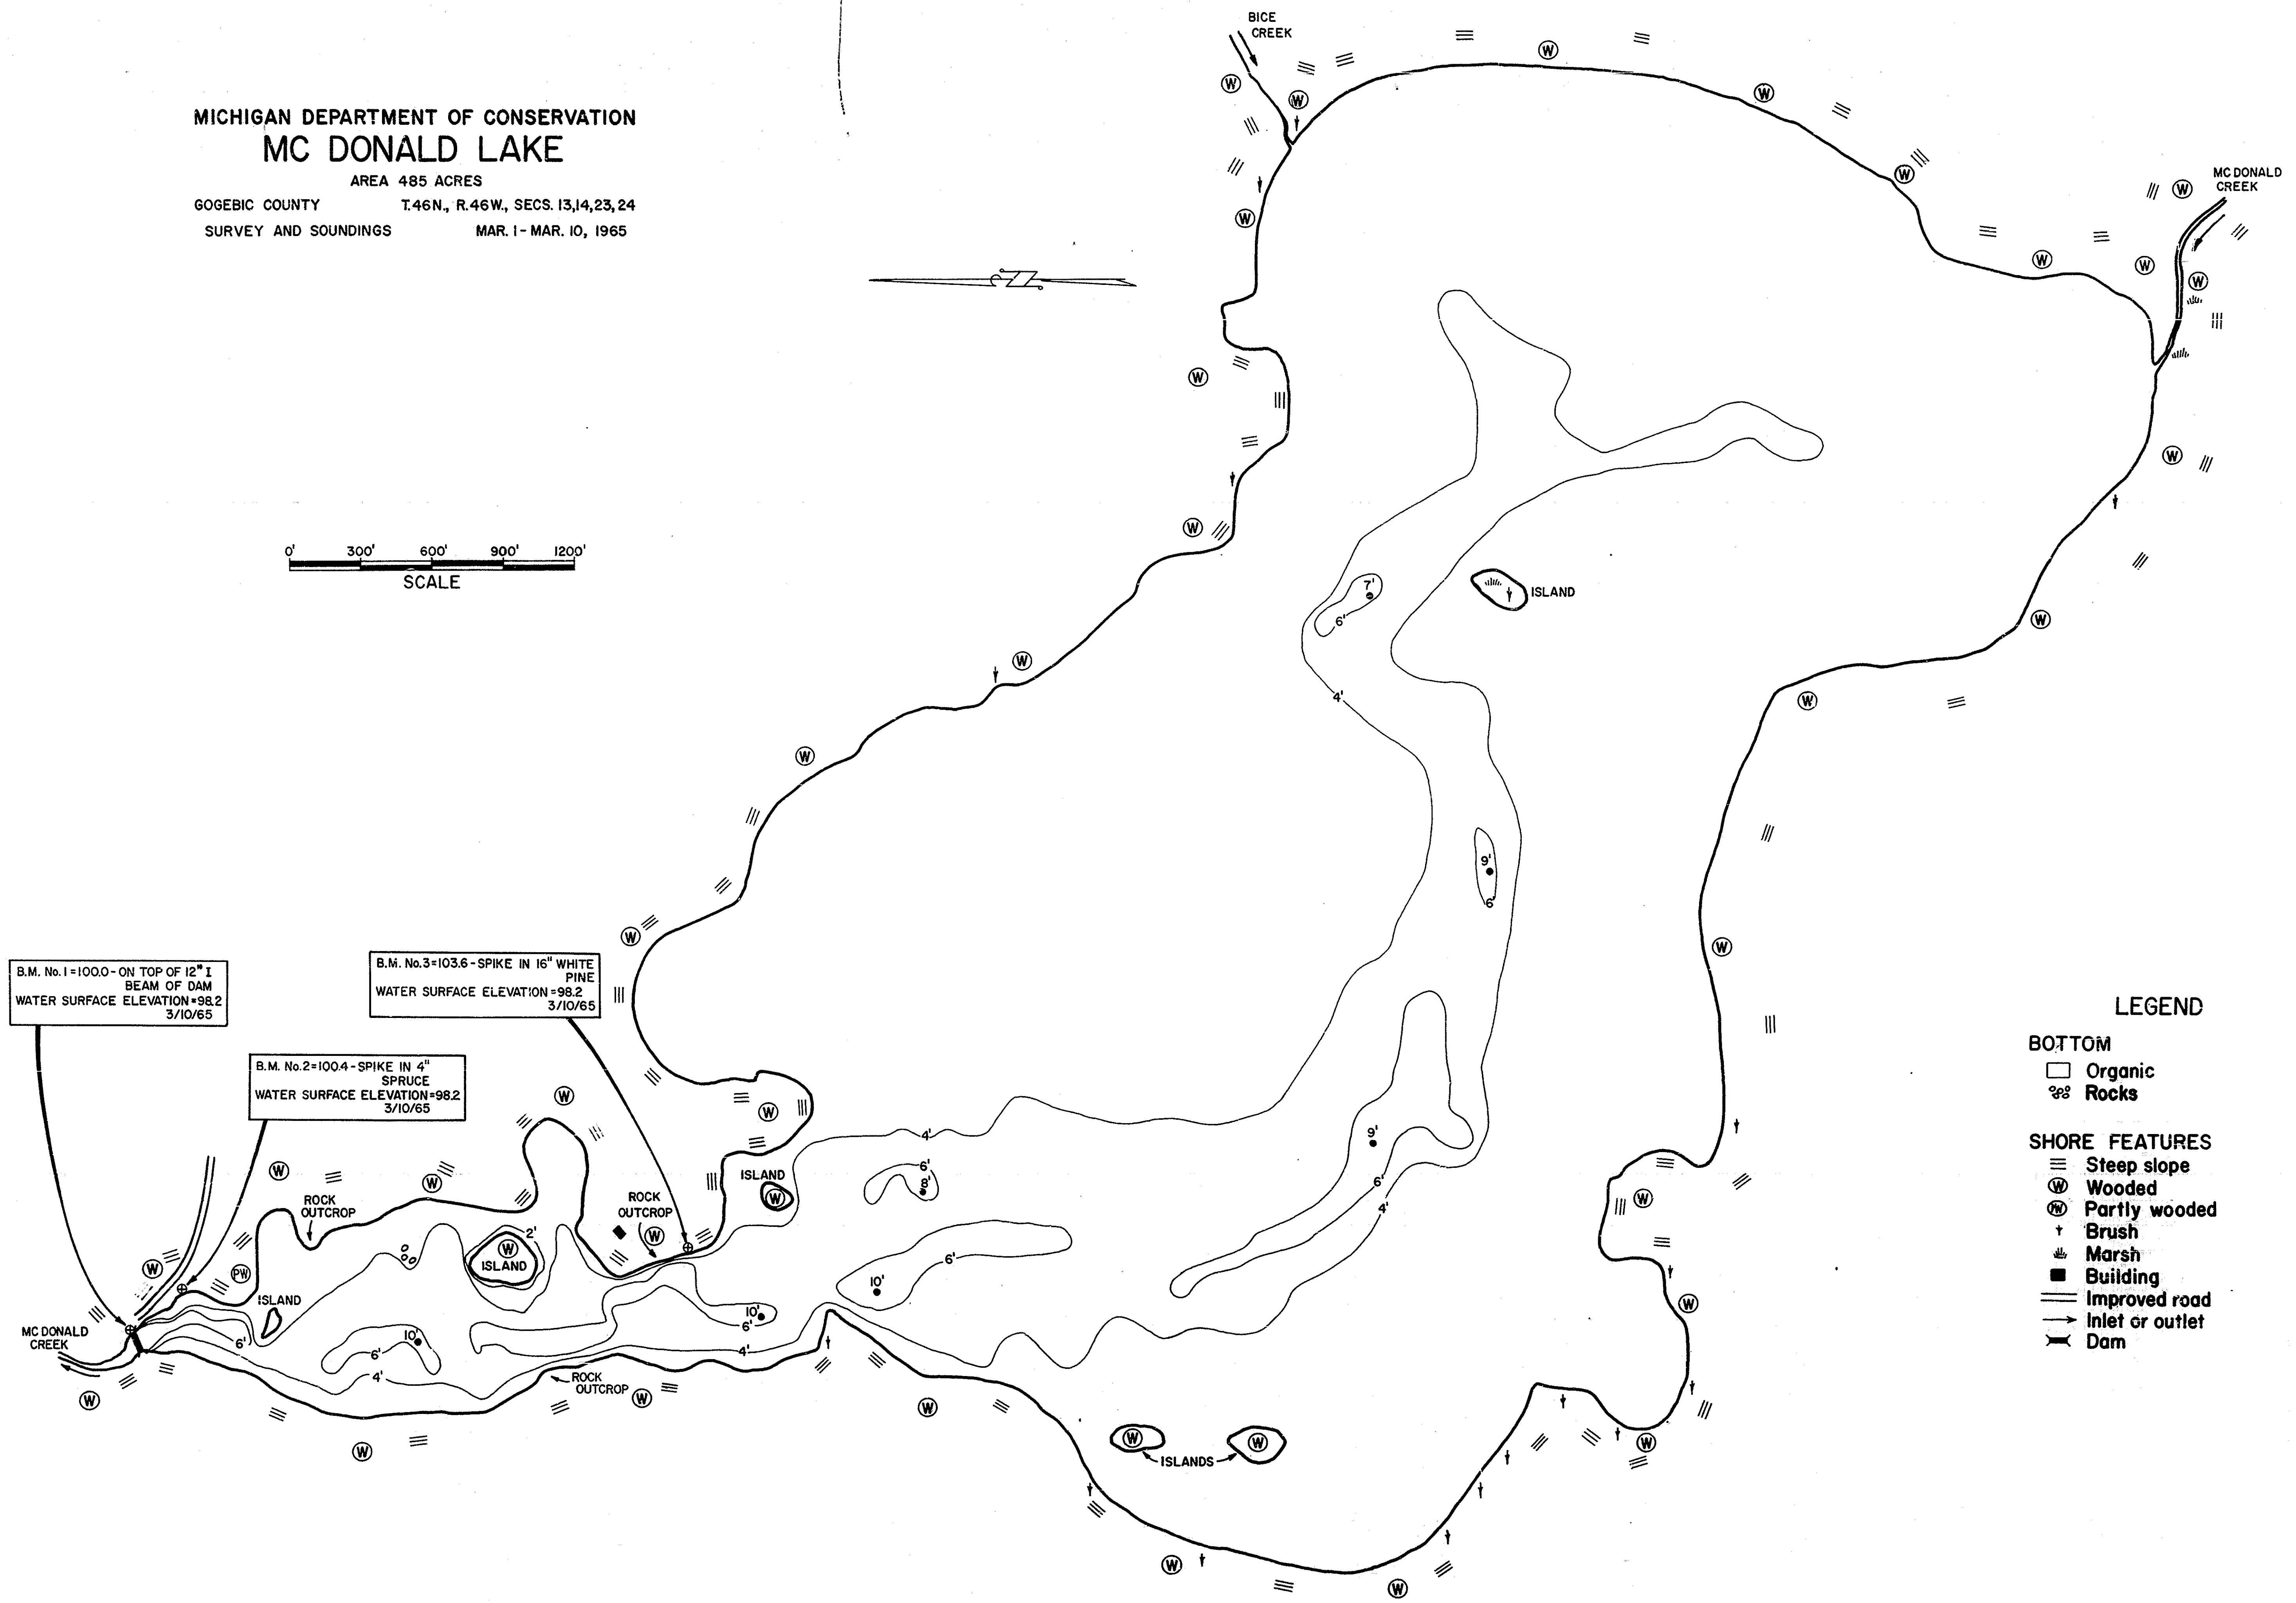 BICE
CREEK
MICHIGAN DEPARTMENT OF CONSERVATION
MC DONALD LAKE
AREA 485 ACRES
GOGEBIC COUNTY T.46N., R.46W., SECS. 13,14,23,24
SURVEY AND SOUNDINGS MAR. 1 - MAR. 10, 1965
MC DONALD
CREEK
W
W
W
W
W
W
W
W
W
W
W
N
W
W
W
0' 300' 600' 900' 1200'
SCALE
7'
6'
ISLAND
W
W
4'
W
W
9'
6'
W
W
B.M. No. 1 = 100.0 - ON TOP OF 12" I
BEAM OF DAM
WATER SURFACE ELEVATION = 98.2
3/10/65
B.M. No. 3 = 103.6 - SPIKE IN 16" WHITE
PINE
WATER SURFACE ELEVATION = 98.2
3/10/65
B.M. No. 2 = 100.4 - SPIKE IN 4"
SPRUCE
WATER SURFACE ELEVATION = 98.2
3/10/65
W
W
4'
9'
6'
4'
6'
8'
ISLAND
W
W
W
ROCK
OUTCROP
ROCK
OUTCROP
W
W
2'
W
ISLAND
W
PW
ISLAND
6'
10'
6'
10'
6'
10'
6'
4'
4'
MC DONALD
CREEK
W
ROCK
OUTCROP
W
W
W
W
W
ISLANDS
W
W
W
W
W
LEGEND
BOTTOM
Organic
Rocks
SHORE FEATURES
Steep slope
W Wooded
PW Partly wooded
Brush
Marsh
Building
Improved road
Inlet or outlet
Dam